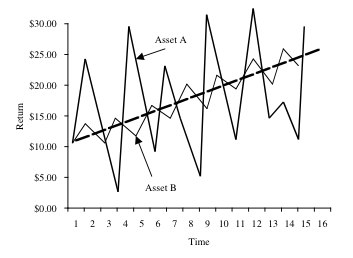 $30.00
$25.00
$20.00
$15.00
$10.00
$5.00
$0.00
Return
Asset A
Asset B
1 2 3 4 5 6 7 8 9 10 11 12 13 14 15 16
Time